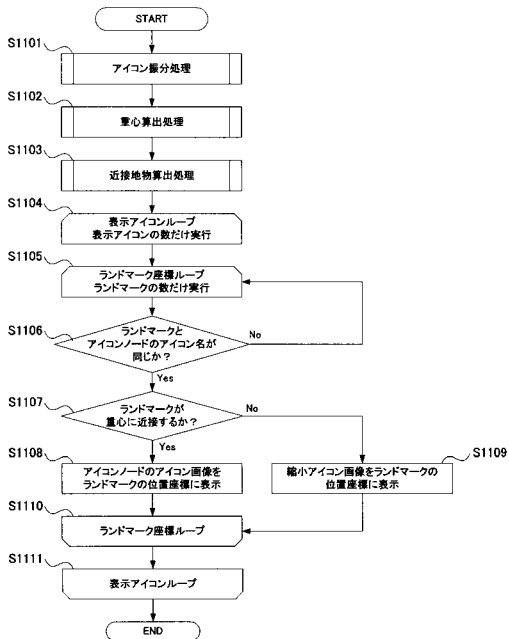 START
S1101
アイコン振分処理
S1102
重心算出処理
S1103
近接地物算出処理
S1104
表示アイコンループ
表示アイコンの数だけ実行
S1105
ランドマーク座標ループ
ランドマークの数だけ実行
S1106
ランドマークと
アイコンノードのアイコン名が
同じか?
No
Yes
S1107
ランドマークが
重心に近接するか?
No
Yes
S1108
アイコンノードのアイコン画像を
ランドマークの位置座標に表示
S1109
縮小アイコン画像をランドマークの
位置座標に表示
S1110
ランドマーク座標ループ
S1111
表示アイコンループ
END